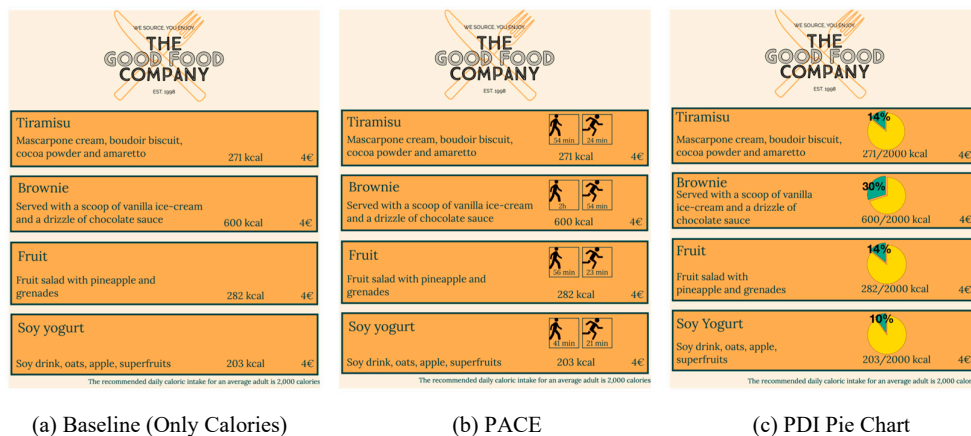 WE SOURCE, YOU ENJOY
THE
GOOD FOOD
COMPANY
EST. 1998
Tiramisu
Mascarpone cream, boudoir biscuit,
cocoa powder and amaretto
271 kcal 4€
Brownie
Served with a scoop of vanilla ice-cream
and a drizzle of chocolate sauce
600 kcal 4€
Fruit
Fruit salad with pineapple and
grenades
282 kcal 4€
Soy yogurt
Soy drink, oats, apple, superfruits
203 kcal 4€
The recommended daily caloric intake for an average adult is 2,000 calories
(a) Baseline (Only Calories)
WE SOURCE, YOU ENJOY
THE
GOOD FOOD
COMPANY
EST. 1998
Tiramisu
Mascarpone cream, boudoir biscuit,
cocoa powder and amaretto
54 min 24 min
271 kcal 4€
Brownie
Served with a scoop of vanilla ice-cream
and a drizzle of chocolate sauce
2h 54 min
600 kcal 4€
Fruit
Fruit salad with pineapple and
grenades
56 min 23 min
282 kcal 4€
Soy yogurt
Soy drink, oats, apple, superfruits
41 min 21 min
203 kcal 4€
The recommended daily caloric intake for an average adult is 2,000 calories
(b) PACE
WE SOURCE, YOU ENJOY
THE
GOOD FOOD
COMPANY
EST. 1998
Tiramisu
Mascarpone cream, boudoir biscuit,
cocoa powder and amaretto
14%
271/2000 kcal 4€
Brownie
Served with a scoop of vanilla
ice-cream and a drizzle of
chocolate sauce
30%
600/2000 kcal 4€
Fruit
Fruit salad with
pineapple and grenades
14%
282/2000 kcal 4€
Soy Yogurt
Soy drink, oats, apple,
superfruits
10%
203/2000 kcal 4€
The recommended daily caloric intake for an average adult is 2,000 calor
(c) PDI Pie Chart